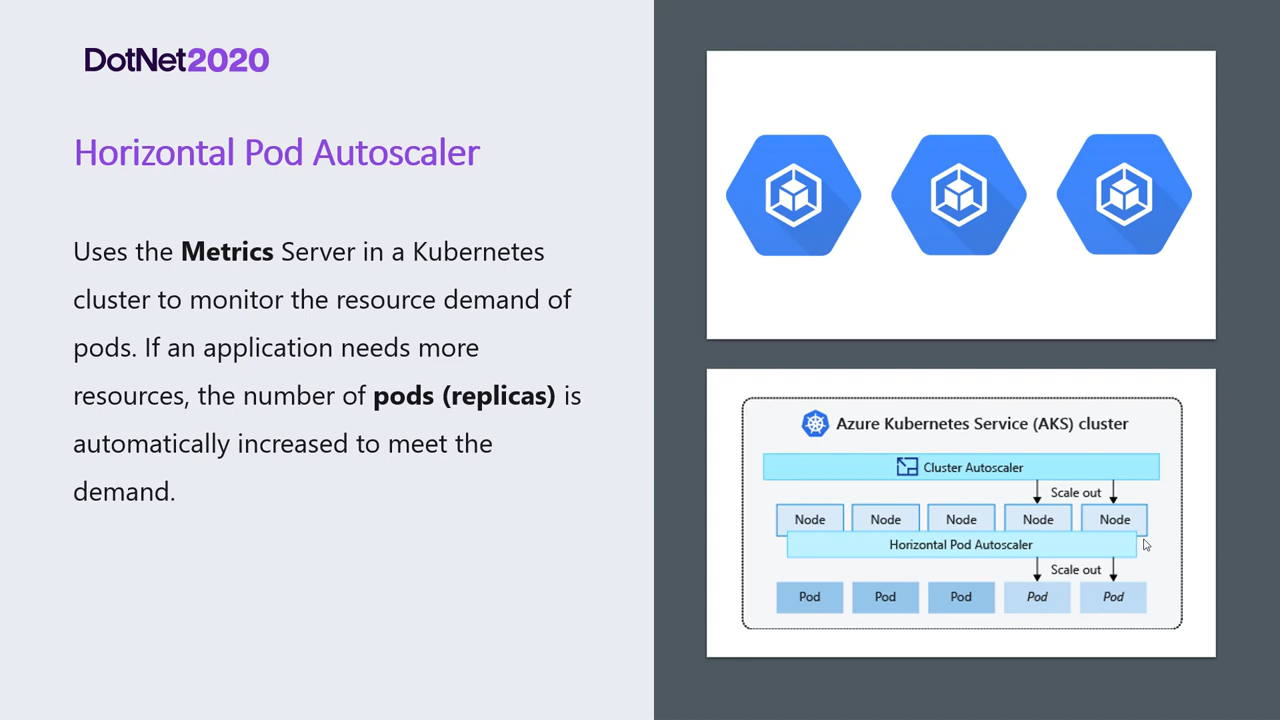 DotNet2020
Horizontal Pod Autoscaler
Uses the Metrics Server in a Kubernetes
cluster to monitor the resource demand of
pods. If an application needs more
resources, the number of pods (replicas) is
automatically increased to meet the
demand.
Azure Kubernetes Service (AKS) cluster
Cluster Autoscaler
Scale out
Node Node Node Node Node
Horizontal Pod Autoscaler
Scale out
Pod Pod Pod Pod Pod